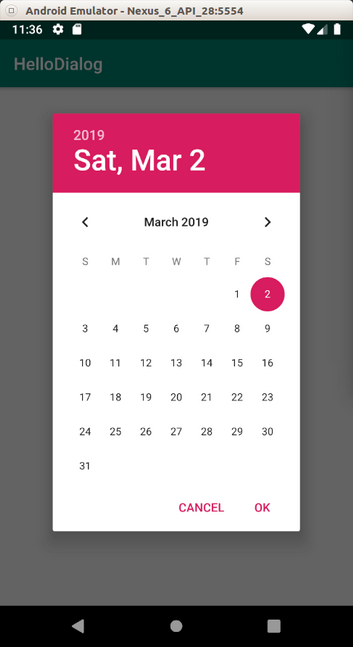 Android Emulator - Nexus_6_API_28:5554
11:36
HelloDialog
2019
Sat, Mar 2
March 2019
S M T W T F S
1 2
3 4 5 6 7 8 9
10 11 12 13 14 15 16
17 18 19 20 21 22 23
24 25 26 27 28 29 30
31
CANCEL OK